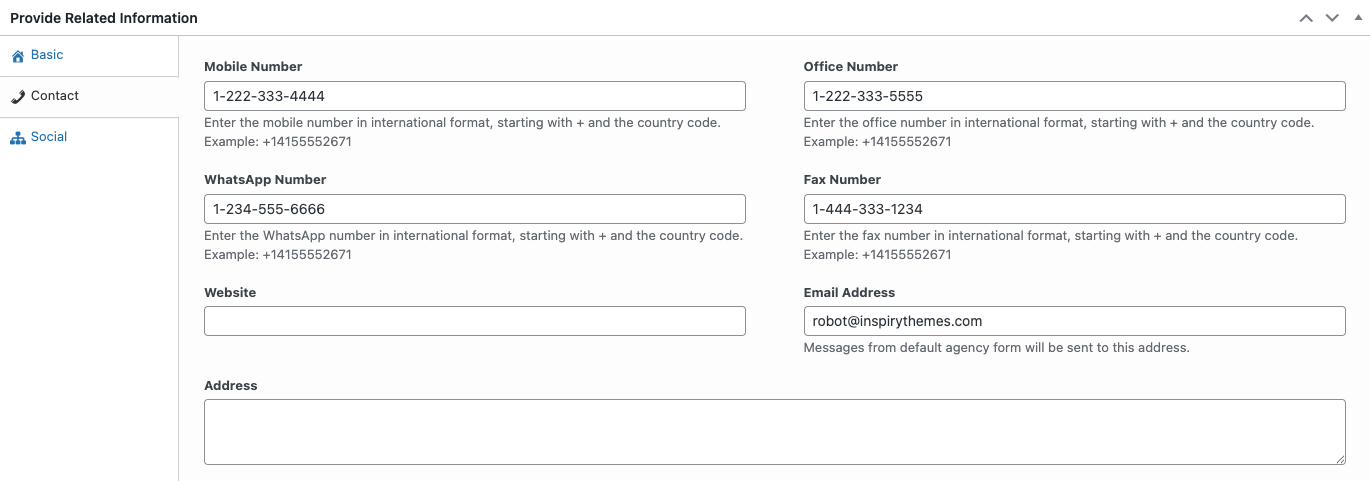 Provide Related Information
Basic
Contact
Social
Mobile Number
1-222-333-4444
Enter the mobile number in international format, starting with + and the country code.
Example: +14155552671
Office Number
1-222-333-5555
Enter the office number in international format, starting with + and the country code.
Example: +14155552671
WhatsApp Number
1-234-555-6666
Enter the WhatsApp number in international format, starting with + and the country code.
Example: +14155552671
Fax Number
1-444-333-1234
Enter the fax number in international format, starting with + and the country code.
Example: +14155552671
Website
Email Address
robot@inspirythemes.com
Messages from default agency form will be sent to this address.
Address